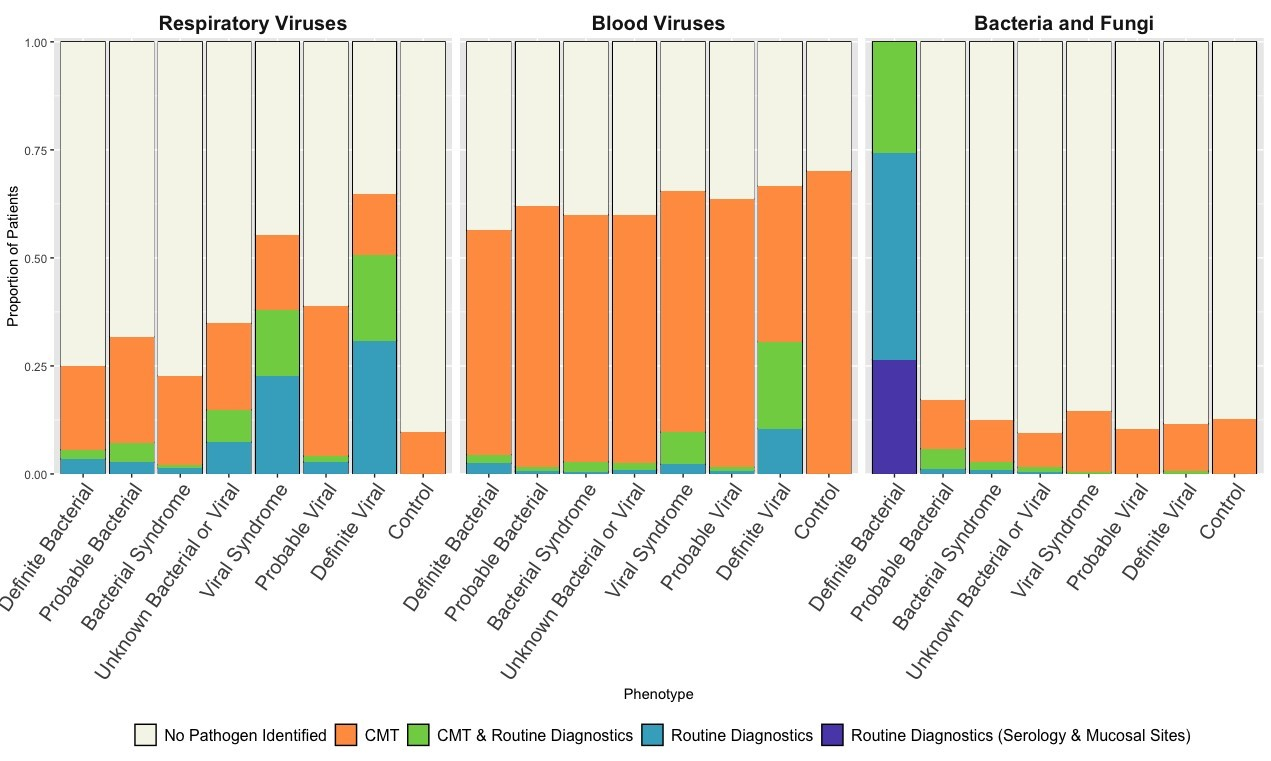 Respiratory Viruses
Blood Viruses
Bacteria and Fungi
Proportion of Patients
1.00
0.75
0.50
0.25
0.00
Definite Bacterial
Probable Bacterial
Bacterial Syndrome
Unknown Bacterial or Viral
Viral Syndrome
Probable Viral
Definite Viral
Control
Definite Bacterial
Probable Bacterial
Bacterial Syndrome
Unknown Bacterial or Viral
Viral Syndrome
Probable Viral
Definite Viral
Control
Definite Bacterial
Probable Bacterial
Bacterial Syndrome
Unknown Bacterial or Viral
Viral Syndrome
Probable Viral
Definite Viral
Control
Phenotype
No Pathogen Identified
CMT
CMT & Routine Diagnostics
Routine Diagnostics
Routine Diagnostics (Serology & Mucosal Sites)